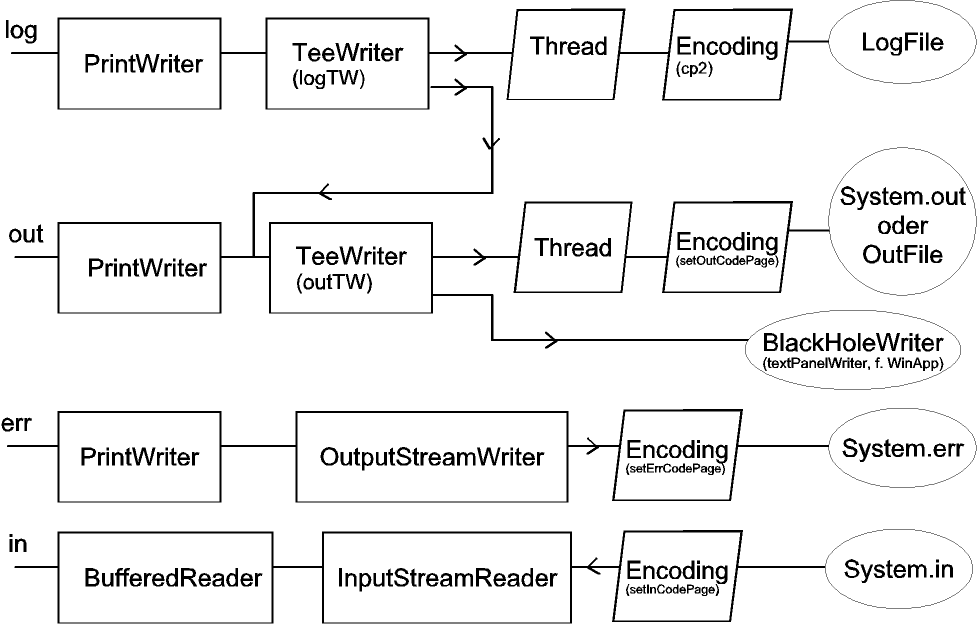 log
PrintWriter
TeeWriter
(logTW)
Thread
Encoding
(cp2)
LogFile
out
PrintWriter
TeeWriter
(outTW)
Thread
Encoding
(setOutCodePage)
System.out
oder
OutFile
BlackHoleWriter
(textPanelWriter, f. WinApp)
err
PrintWriter
OutputStreamWriter
Encoding
(setErrCodePage)
System.err
in
BufferedReader
InputStreamReader
Encoding
(setInCodePage)
System.in